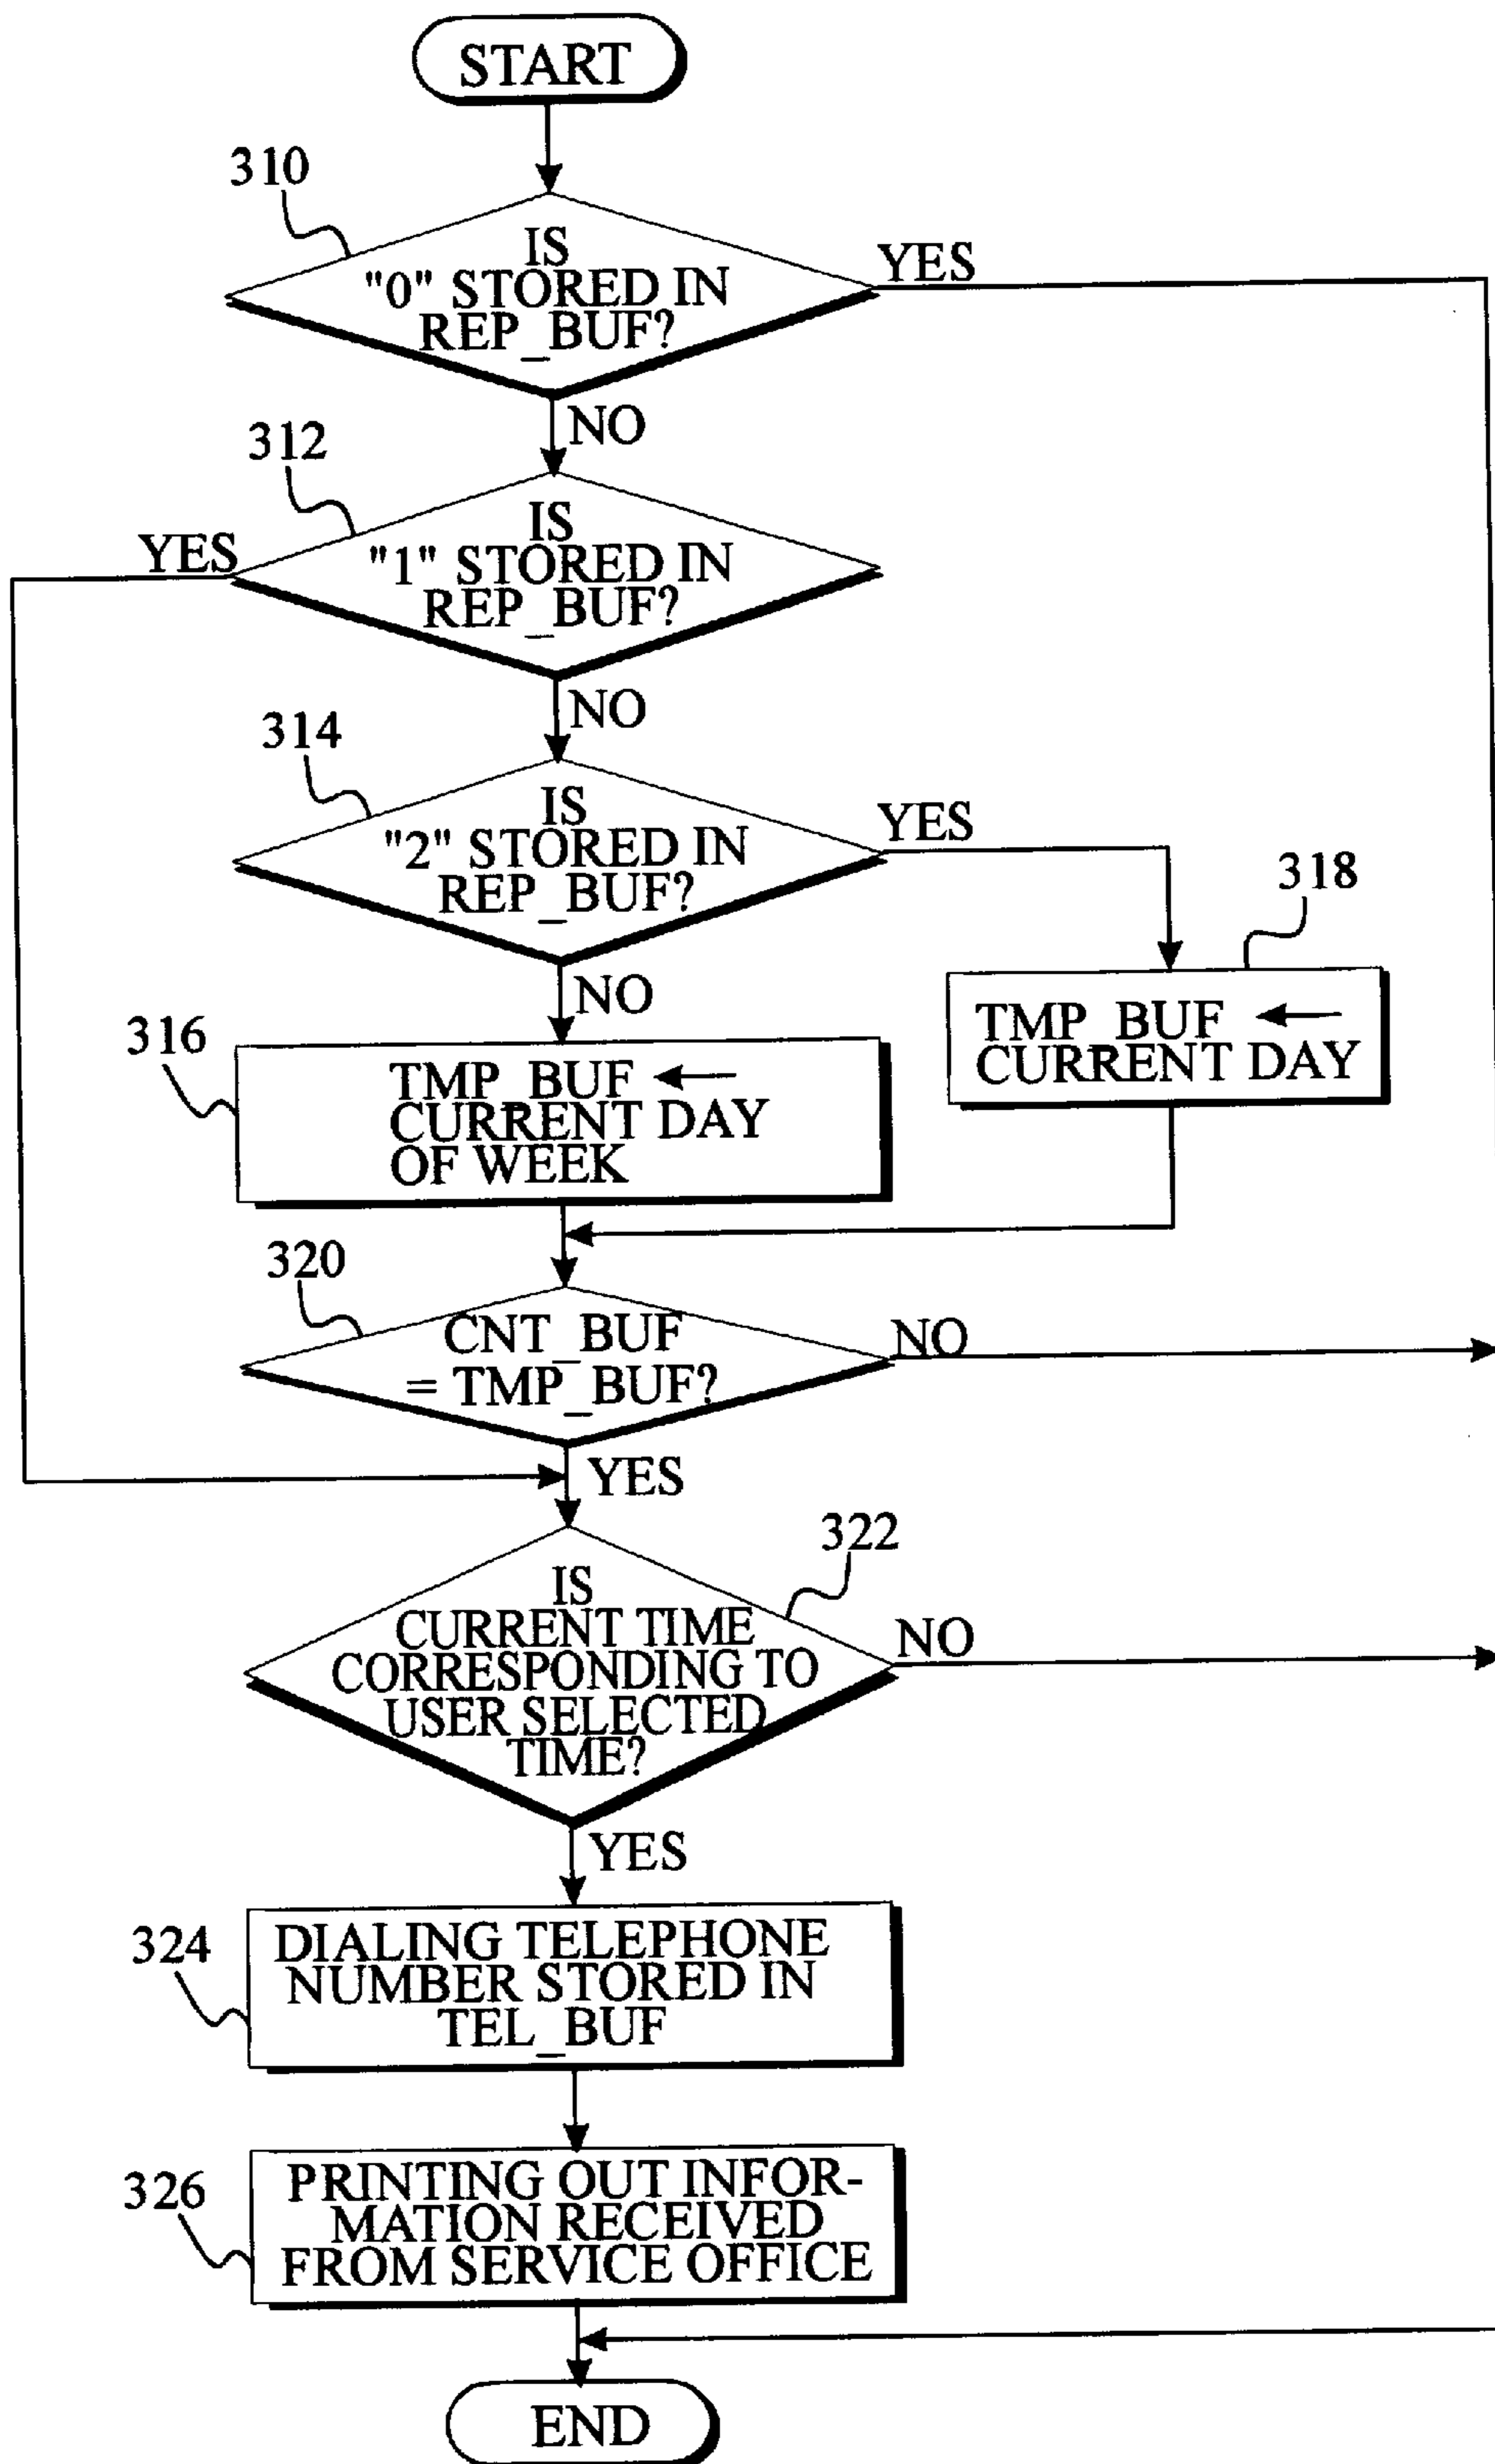 START
310
IS
"0" STORED IN
REP_BUF?
YES
NO
312
IS
"1" STORED IN
REP_BUF?
YES
NO
314
IS
"2" STORED IN
REP_BUF?
YES
NO
318
TMP_BUF ←
CURRENT DAY
316
TMP_BUF ←
CURRENT DAY
OF WEEK
320
CNT_BUF
= TMP_BUF?
NO
YES
322
IS
CURRENT TIME
CORRESPONDING TO
USER SELECTED
TIME?
NO
YES
324
DIALING TELEPHONE
NUMBER STORED IN
TEL_BUF
326
PRINTING OUT INFOR-
MATION RECEIVED
FROM SERVICE OFFICE
END